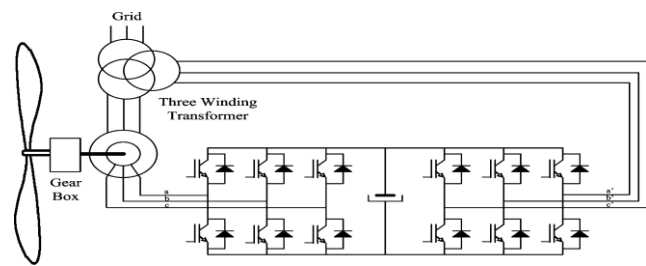 Grid
Three Winding
Transformer
Gear
Box
a
b
c
a'
b'
c'